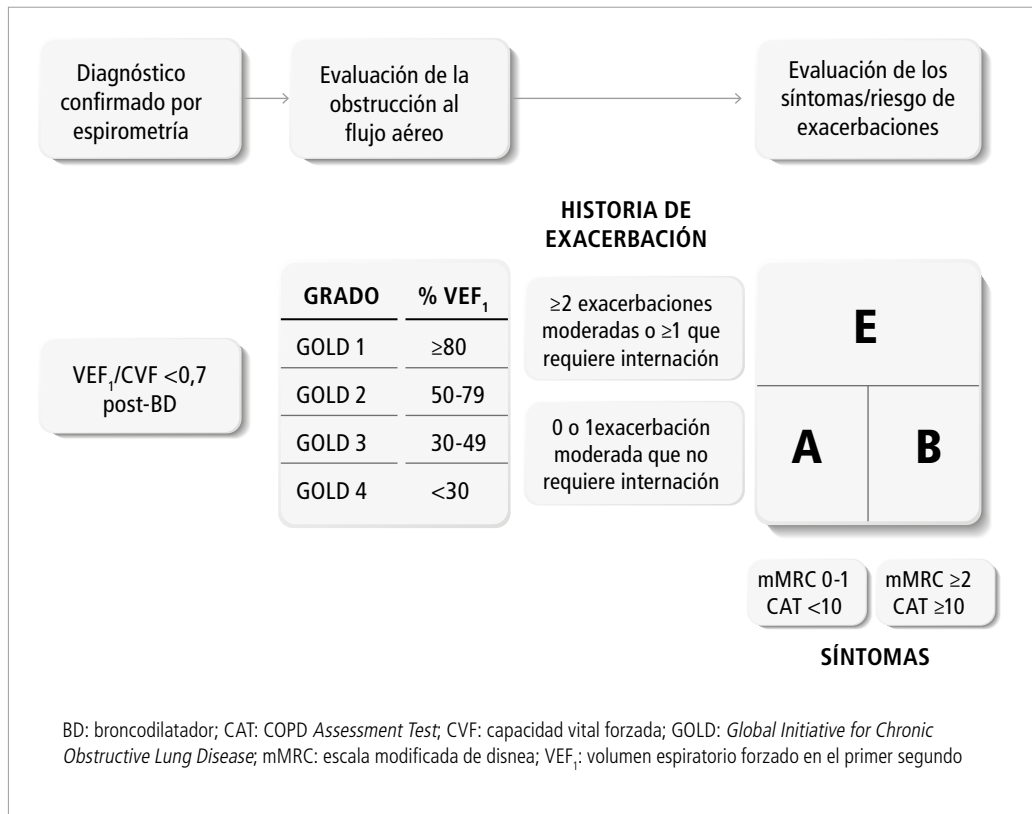 Diagnóstico
confirmado por
espirometría
Evaluación de la
obstrucción al
flujo aéreo
Evaluación de los
síntomas/riesgo de
exacerbaciones
HISTORIA DE
EXACERBACIÓN
GRADO % VEF₁
GOLD 1 ≥80
GOLD 2 50-79
GOLD 3 30-49
GOLD 4 <30
VEF₁/CVF <0,7
post-BD
≥2 exacerbaciones
moderadas o ≥1 que
requiere internación
0 o 1exacerbación
moderada que no
requiere internación
E
A B
mMRC 0-1
CAT <10
mMRC ≥2
CAT ≥10
SÍNTOMAS
BD: broncodilatador; CAT: COPD Assessment Test; CVF: capacidad vital forzada; GOLD: Global Initiative for Chronic
Obstructive Lung Disease; mMRC: escala modificada de disnea; VEF₁: volumen espiratorio forzado en el primer segundo